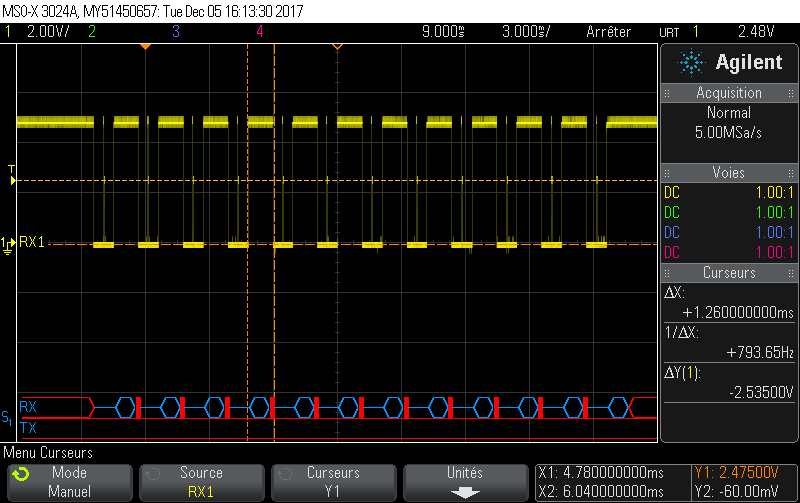 MSO-X 3024A, MY51450657: Tue Dec 05 16:13:30 2017
1 2.00V/ 2 3 4 9.000s 3.000s/ Arrêter URT 1 2.48V
Agilent
Acquisition
Normal
5.00MSa/s
Voies
DC 1.00:1
DC 1.00:1
DC 1.00:1
DC 1.00:1
Curseurs
ΔX:
+1.260000000ms
1/ΔX:
+793.65Hz
ΔY(1):
-2.53500V
T
1 RX1
RX
S1
TX
Menu Curseurs
Mode
Manuel
Source
RX1
Curseurs
Y1
Unités
X1: 4.780000000ms
X2: 6.040000000ms
Y1: 2.47500V
Y2: -60.00mV